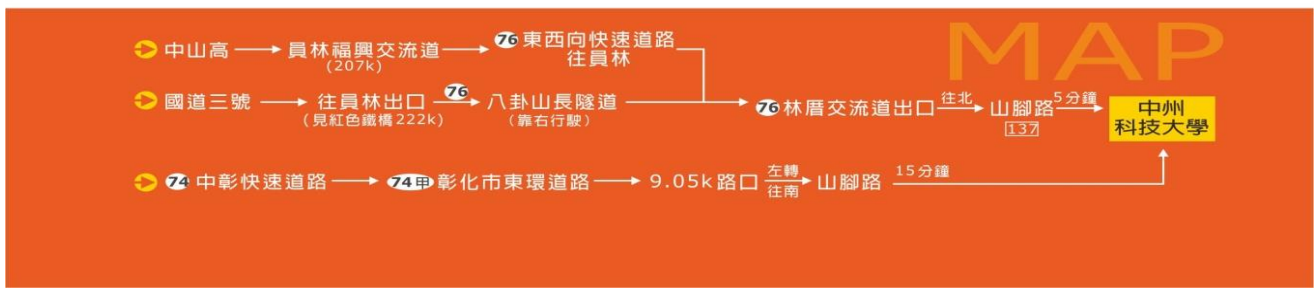 MAP
中山高 → 員林福興交流道 (207k) → 76 東西向快速道路 往員林
國道三號 → 往員林出口 (見紅色鐵橋222k) 76 → 八卦山長隧道 (靠右行駛)
→ 76 林厝交流道出口 往北 → 山腳路 137 5分鐘 → 中州科技大學
74 中彰快速道路 → 74甲 彰化市東環道路 → 9.05k路口 左轉 往南 → 山腳路 15分鐘